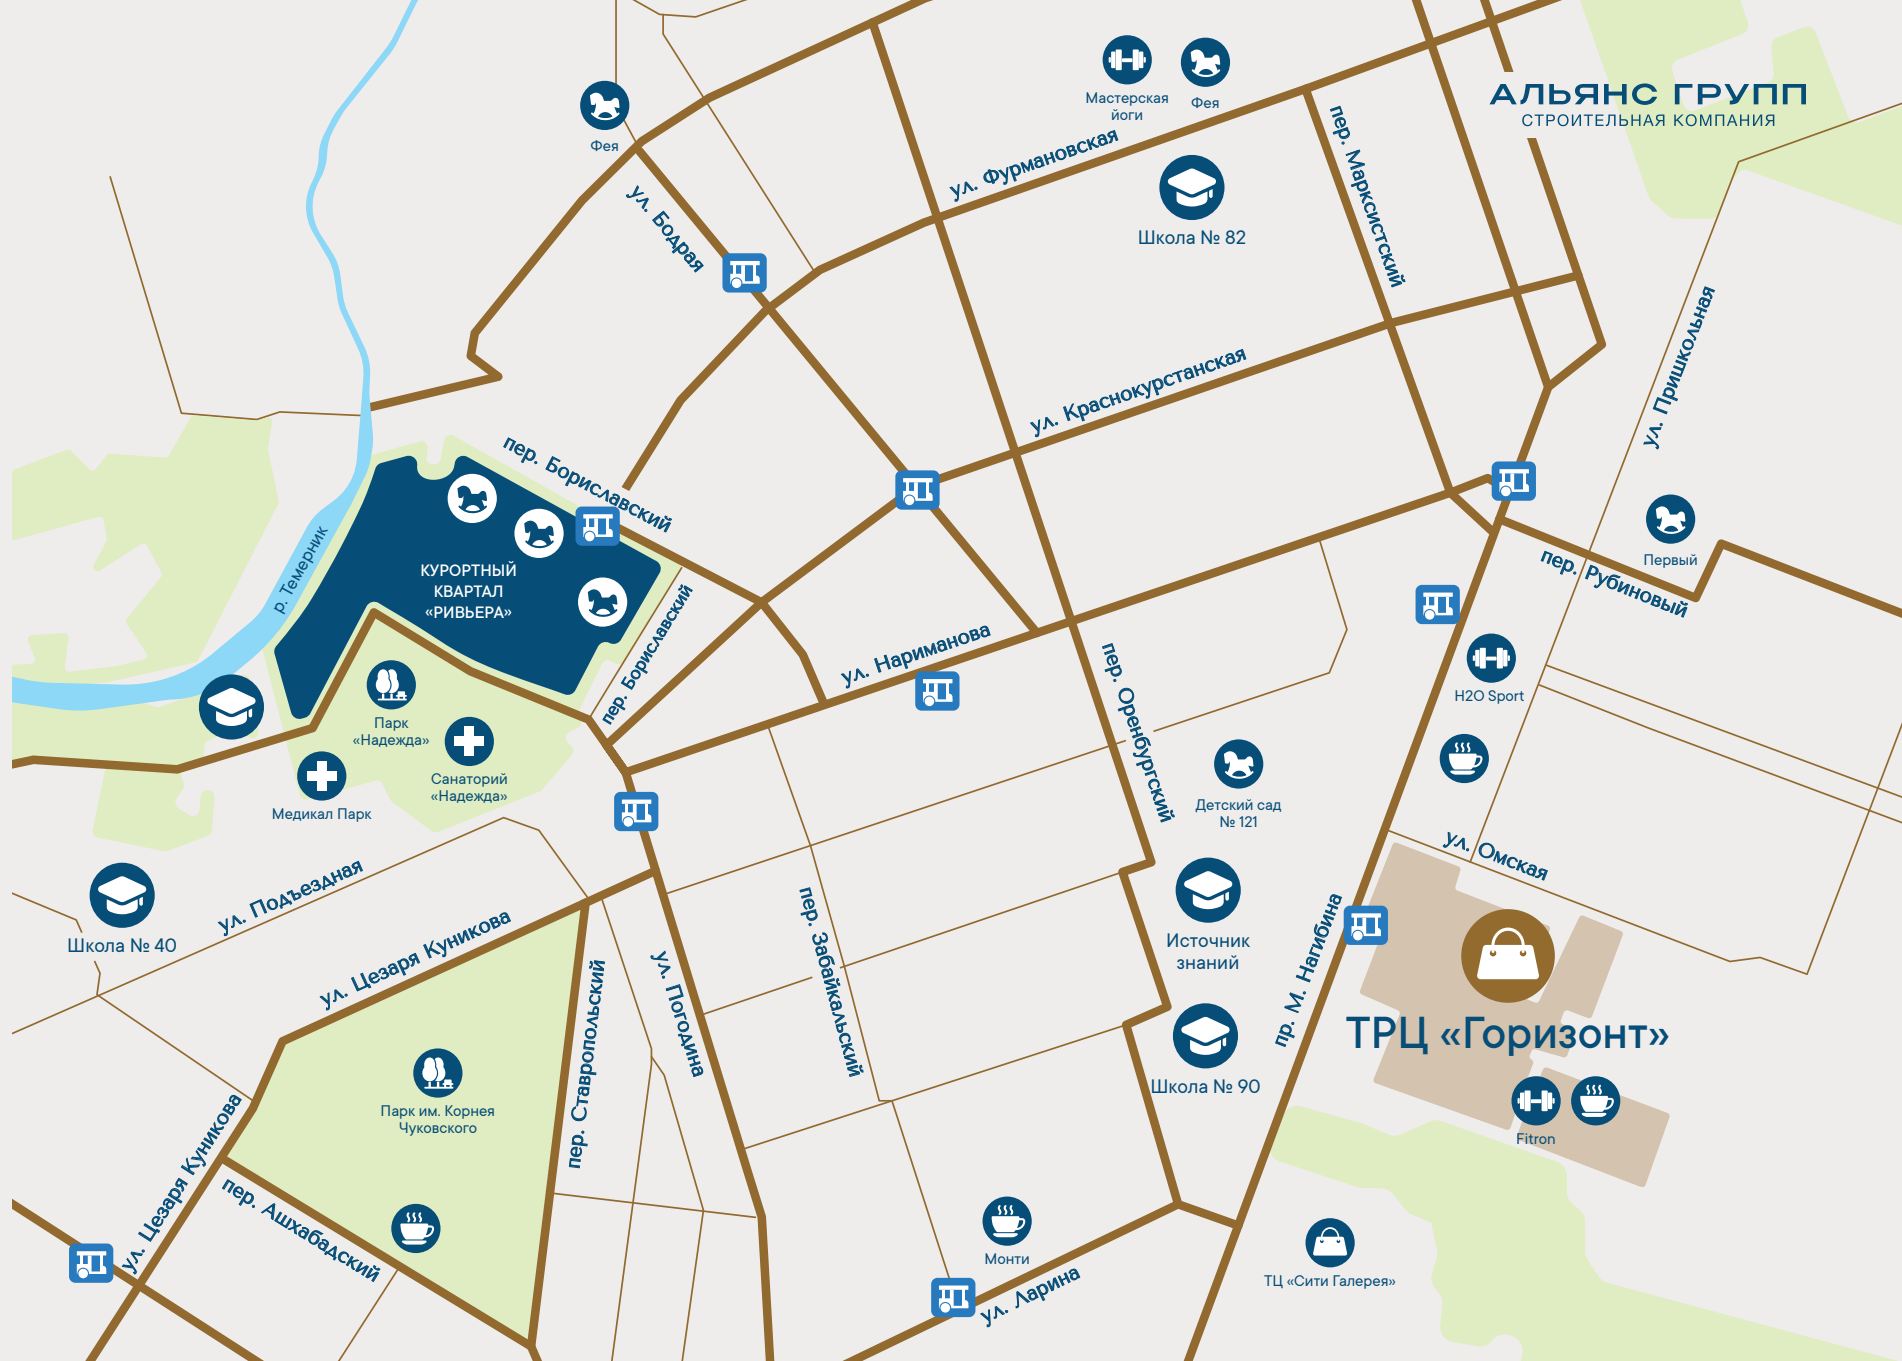 АЛЬЯНС ГРУПП
СТРОИТЕЛЬНАЯ КОМПАНИЯ
Мастерская
йоги
Фея
Фея
ул. Фурмановская
пер. Марксистский
ул. Бодрая
Школа № 82
ул. Пришкольная
ул. Краснокурстанская
пер. Бориславский
р. Темерник
КУРОРТНЫЙ
КВАРТАЛ
«РИВЬЕРА»
Первый
пер. Рубиновый
пер. Бориславский
ул. Нариманова
пер. Оренбургский
H2O Sport
Парк
«Надежда»
Санаторий
«Надежда»
Медикал Парк
Детский сад
№ 121
ул. Омская
ул. Подъездная
Школа № 40
ул. Цезаря Куникова
пер. Забайкальский
Источник
знаний
пр. М. Нагибина
ул. Погодина
пер. Ставропольский
ТРЦ «Горизонт»
Школа № 90
Парк им. Корнея
Чуковского
Fitron
ул. Цезаря Куникова
пер. Ашхабадский
Монти
ул. Ларина
ТЦ «Сити Галерея»